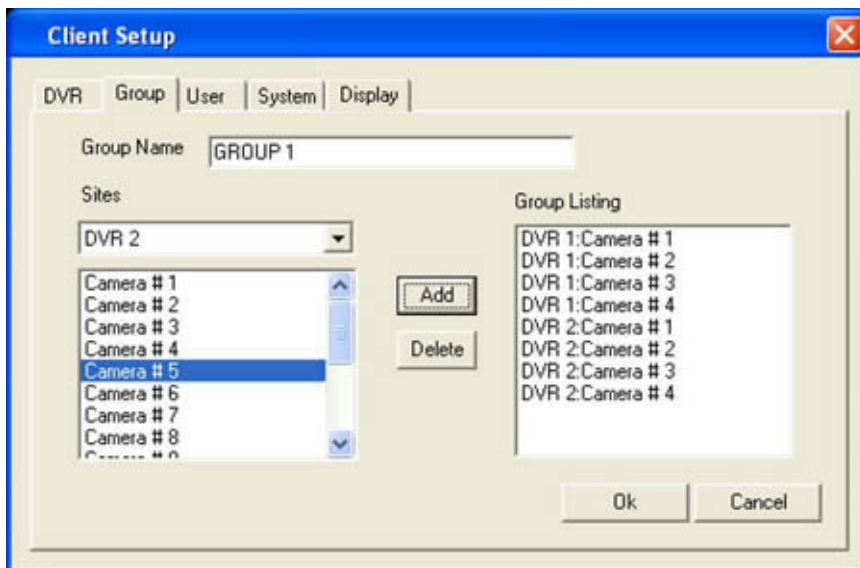 Client Setup
DVR Group User System Display
Group Name GROUP 1
Sites
DVR 2
Camera # 1
Camera # 2
Camera # 3
Camera # 4
Camera # 5
Camera # 6
Camera # 7
Camera # 8
Add
Delete
Group Listing
DVR 1:Camera # 1
DVR 1:Camera # 2
DVR 1:Camera # 3
DVR 1:Camera # 4
DVR 2:Camera # 1
DVR 2:Camera # 2
DVR 2:Camera # 3
DVR 2:Camera # 4
Ok Cancel